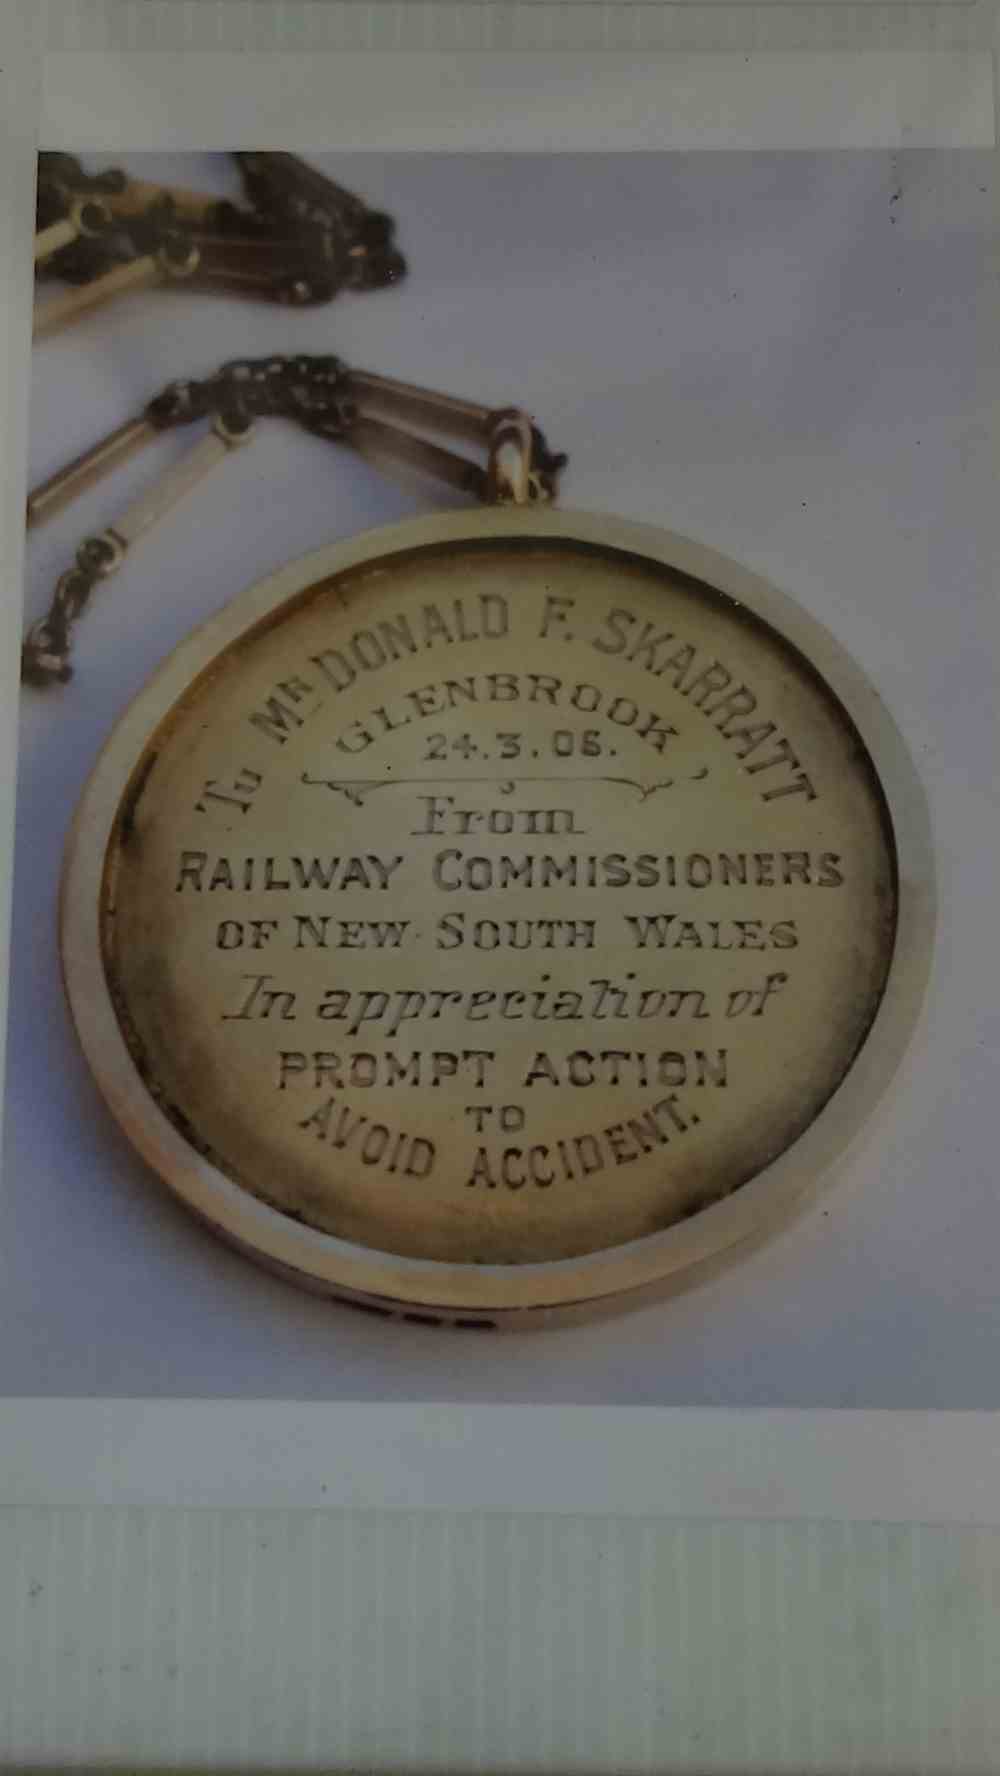 To Mr DONALD F. SKARRATT
GLENBROOK
24.3.06.
From
RAILWAY COMMISSIONERS
OF NEW SOUTH WALES
In appreciation of
PROMPT ACTION
TO
AVOID ACCIDENT.